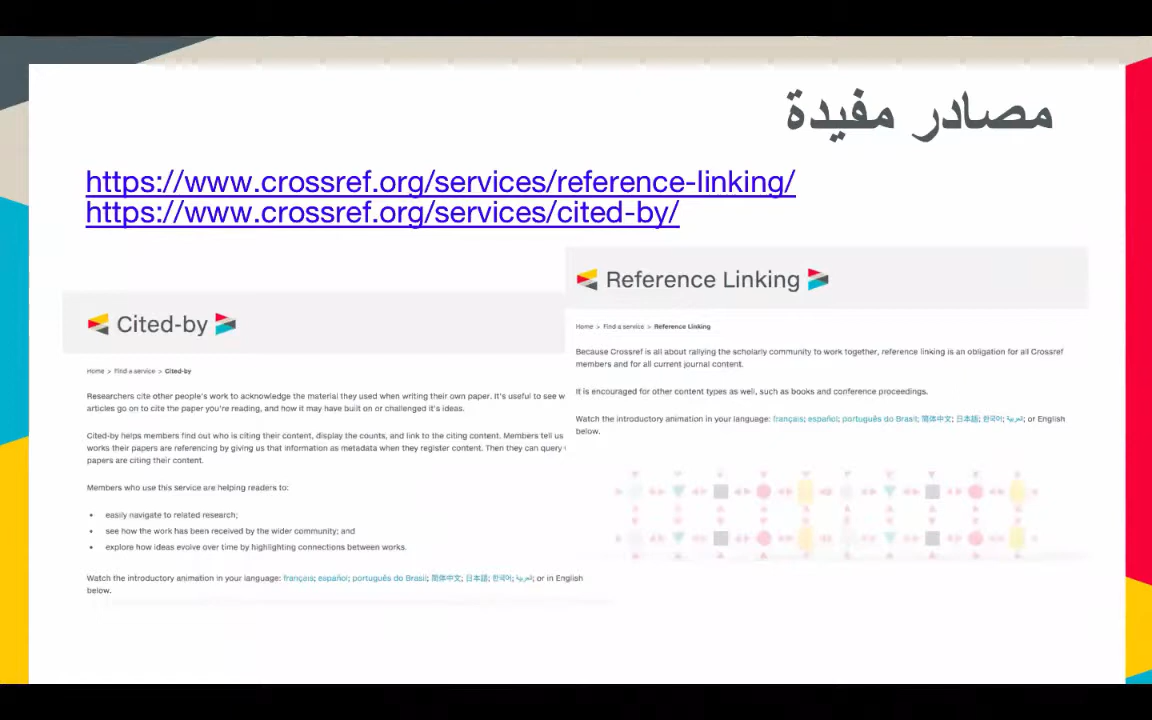 مصادر مفيدة
https://www.crossref.org/services/reference-linking/
https://www.crossref.org/services/cited-by/
Cited-by
Home > Find a service > Cited-by
Researchers cite other people's work to acknowledge the material they used when writing their own paper. It's useful to see w
articles go on to cite the paper you're reading, and how it may have built on or challenged it's ideas.
Cited-by helps members find out who is citing their content, display the counts, and link to the citing content. Members tell us
works their papers are referencing by giving us that information as metadata when they register content. Then they can query
papers are citing their content.
Members who use this service are helping readers to:
• easily navigate to related research;
• see how the work has been received by the wider community; and
• explore how ideas evolve over time by highlighting connections between works.
Watch the introductory animation in your language: français; español; português do Brasil; 简体中文; 日本語; 한국어; العربية; or in English
below.
Reference Linking
Home > Find a service > Reference Linking
Because Crossref is all about rallying the scholarly community to work together, reference linking is an obligation for all Crossref
members and for all current journal content.
It is encouraged for other content types as well, such as books and conference proceedings.
Watch the introductory animation in your language: français; español; português do Brasil; 简体中文; 日本語; 한국어; العربية; or English
below.